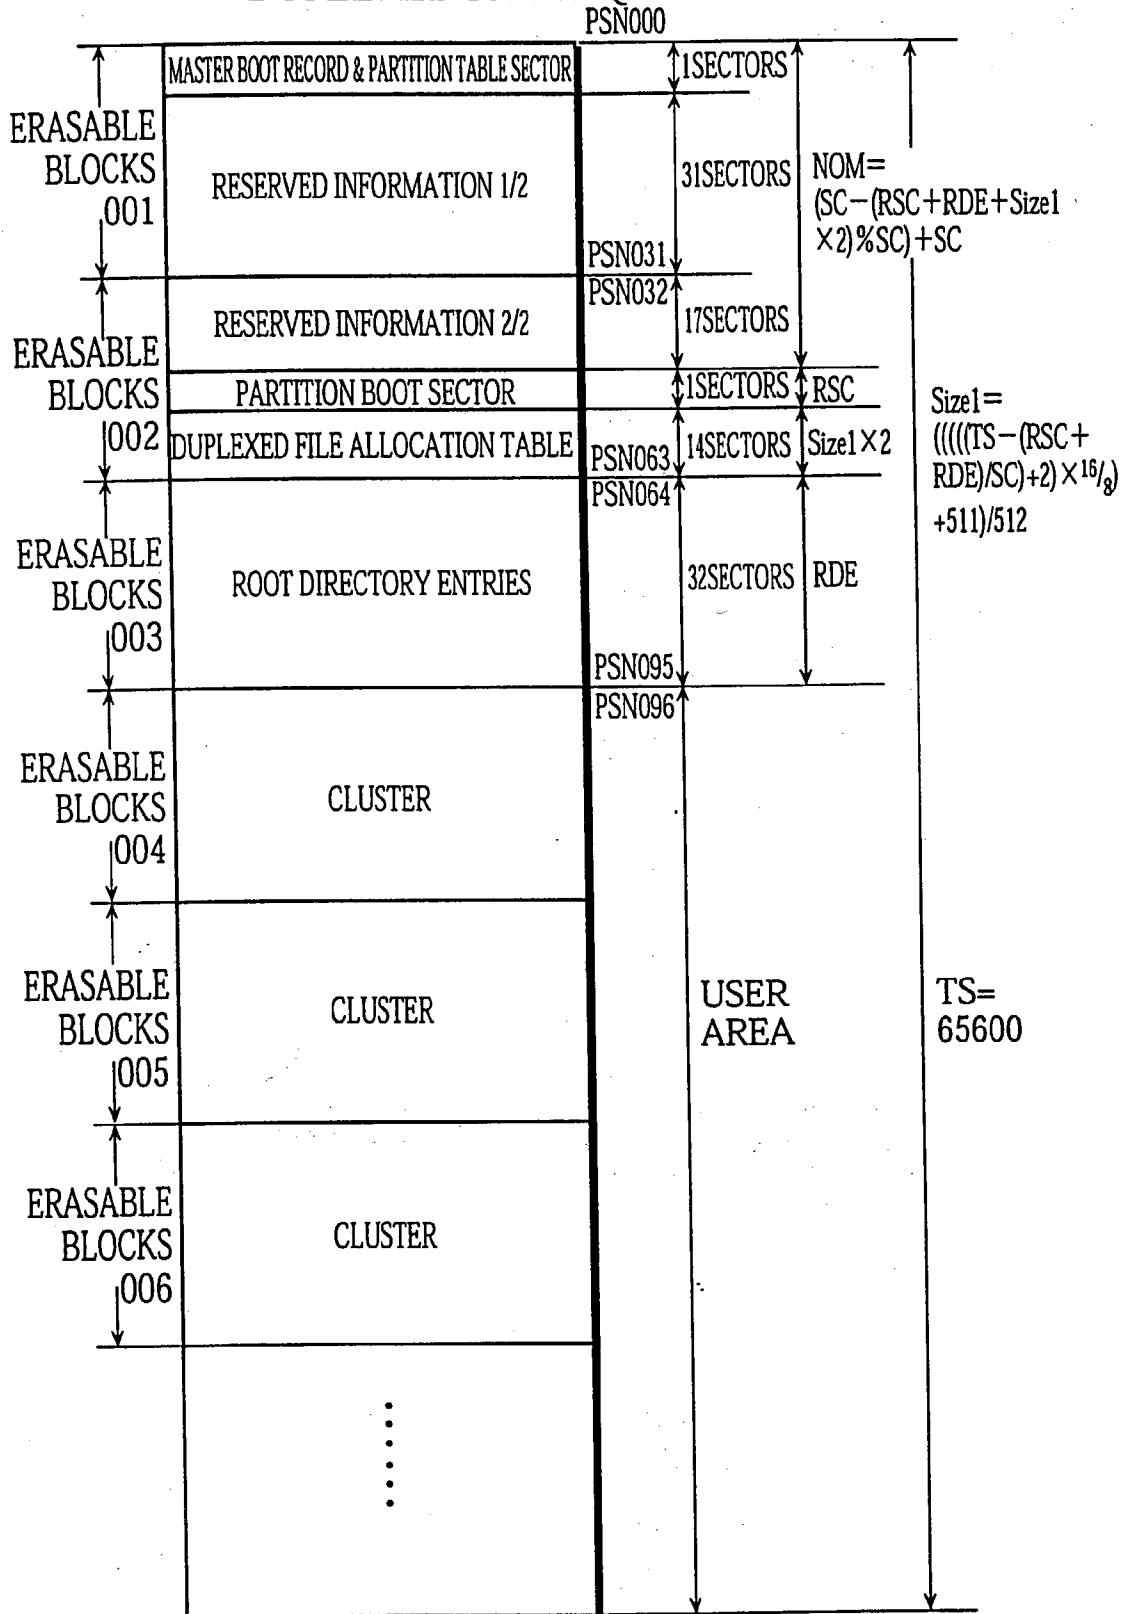 PSN000
MASTER BOOT RECORD & PARTITION TABLE SECTOR
1SECTORS
ERASABLE
BLOCKS
001
RESERVED INFORMATION 1/2
31SECTORS
NOM=
(SC−(RSC+RDE+Size1
×2)%SC)+SC
PSN031
PSN032
RESERVED INFORMATION 2/2
17SECTORS
ERASABLE
BLOCKS
002
PARTITION BOOT SECTOR
1SECTORS
RSC
DUPLEXED FILE ALLOCATION TABLE
PSN063
14SECTORS
Size1×2
Size1=
(((((TS−(RSC+
RDE)/SC)+2)×16/8)
+511)/512
PSN064
ERASABLE
BLOCKS
003
ROOT DIRECTORY ENTRIES
32SECTORS
RDE
PSN095
PSN096
ERASABLE
BLOCKS
004
CLUSTER
ERASABLE
BLOCKS
005
CLUSTER
USER
AREA
TS=
65600
ERASABLE
BLOCKS
006
CLUSTER